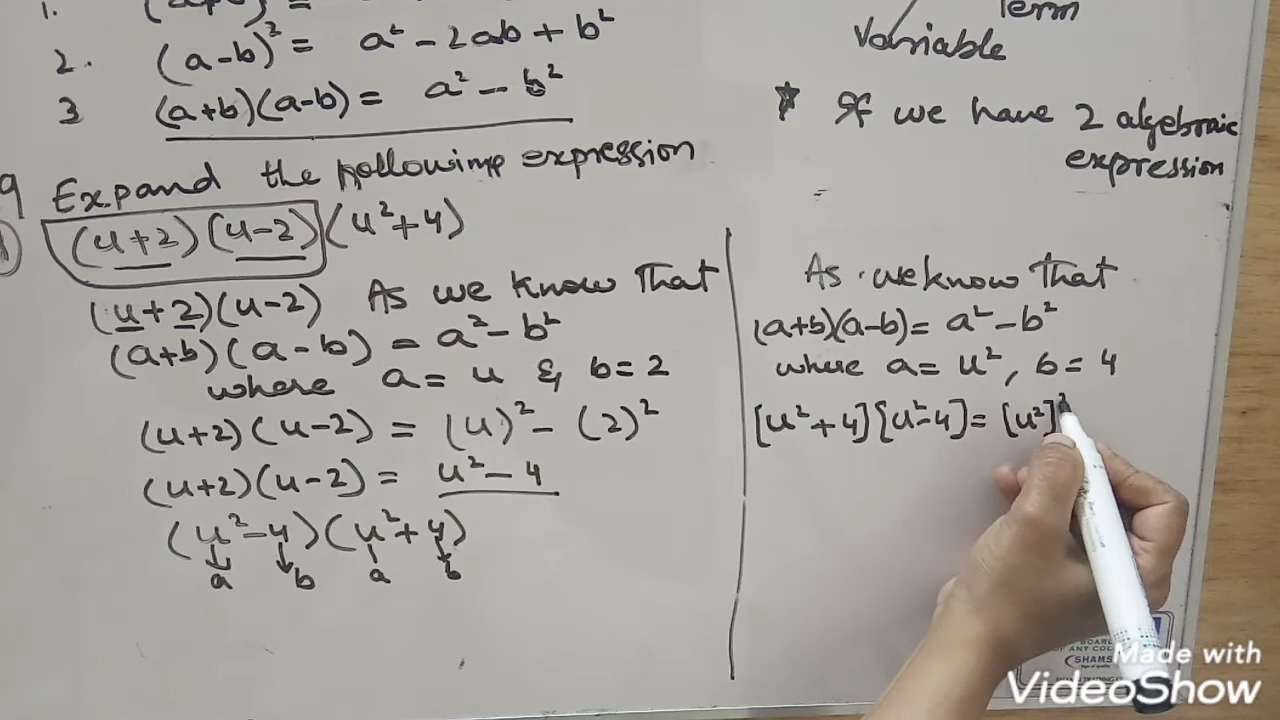 1.
2. (a-b)² = a² - 2ab + b²
3 (a+b)(a-b) = a² - b²
Expand the following expression
(u+2)(u-2)(u²+4)
(u+2)(u-2) As we know that
(a+b)(a-b) = a² - b²
where a = u & b = 2
(u+2)(u-2) = (u)² - (2)²
(u+2)(u-2) = u² - 4
(u²-4)(u²+4)
a b a b
Term
Variable
* If we have 2 algebraic
expression
=
As we know that
(a+b)(a-b) = a² - b²
where a = u², b = 4
[u²+4][u²-4] = [u²]²
SHAMS
Made with
VideoShow